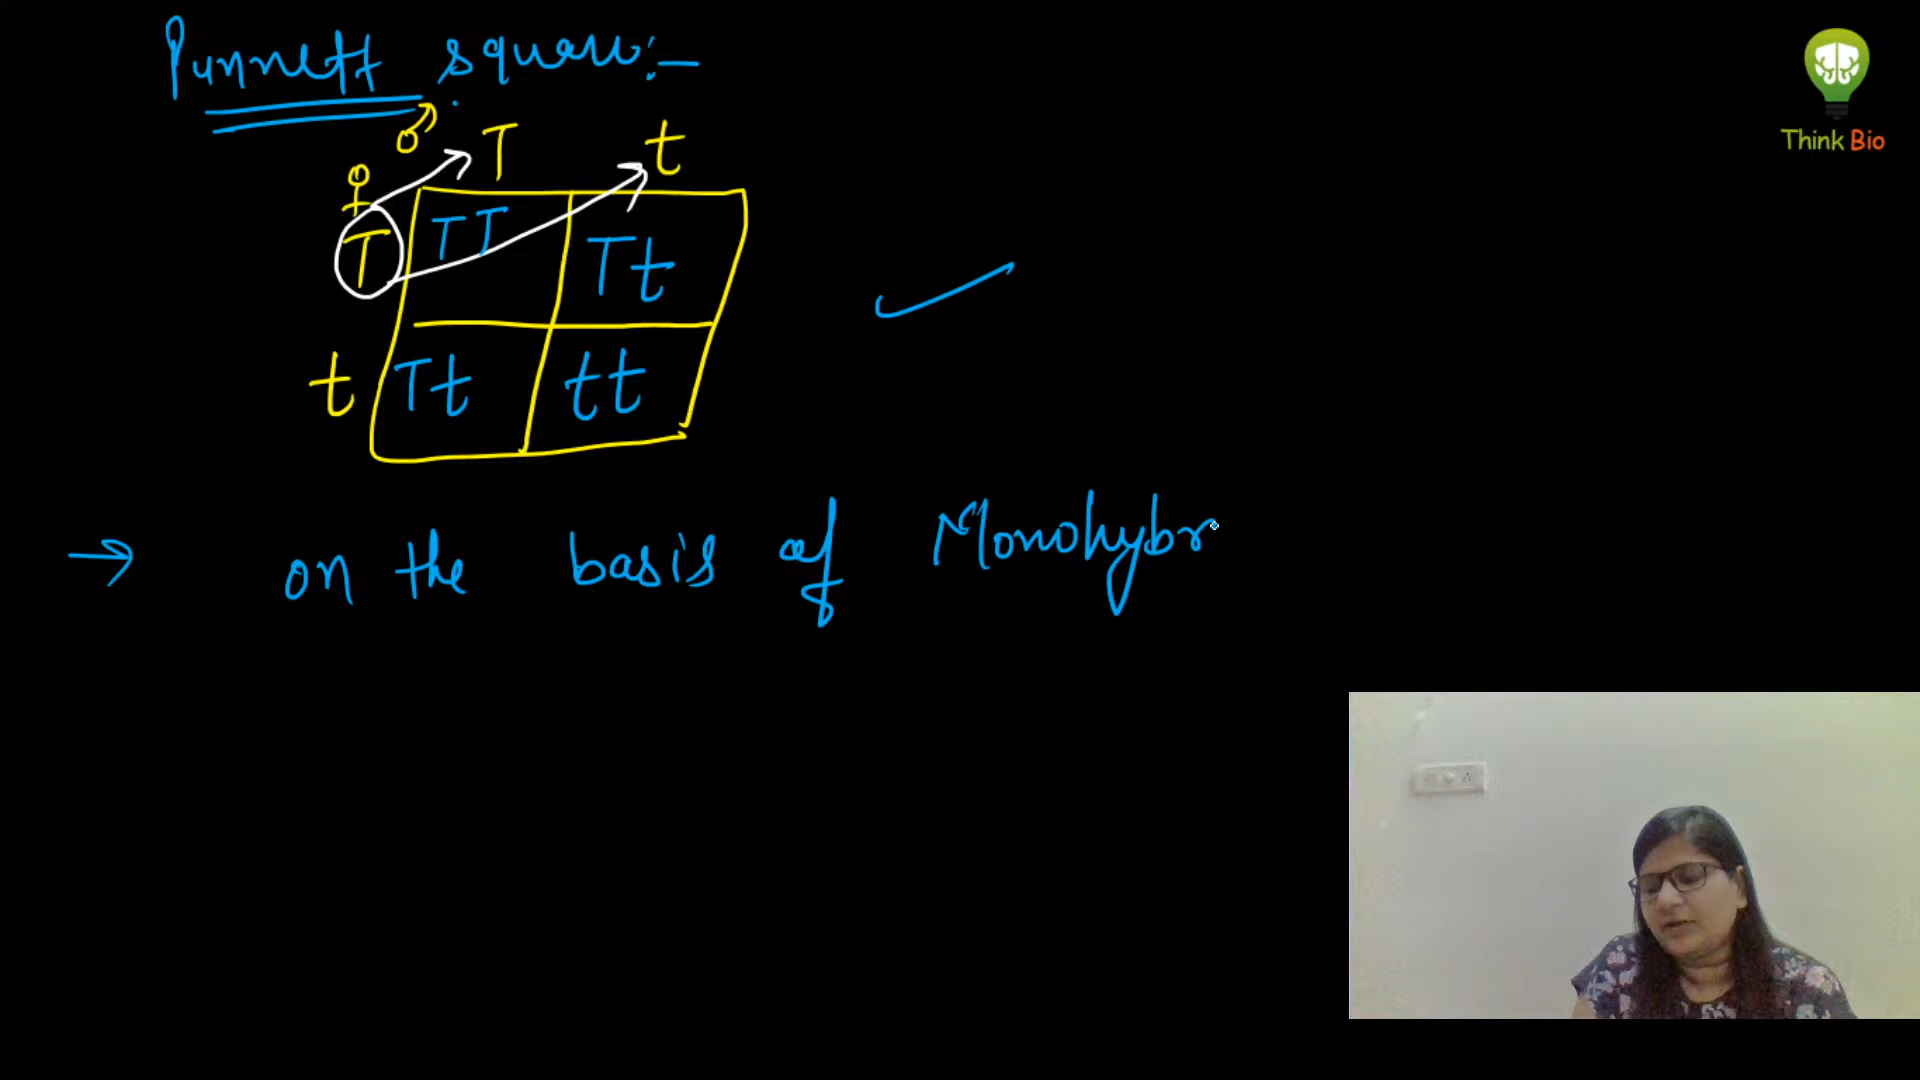 Punnett square:-
♂ T t
♀
T TT Tt
t Tt tt
→ on the basis of Monohybr
Think Bio